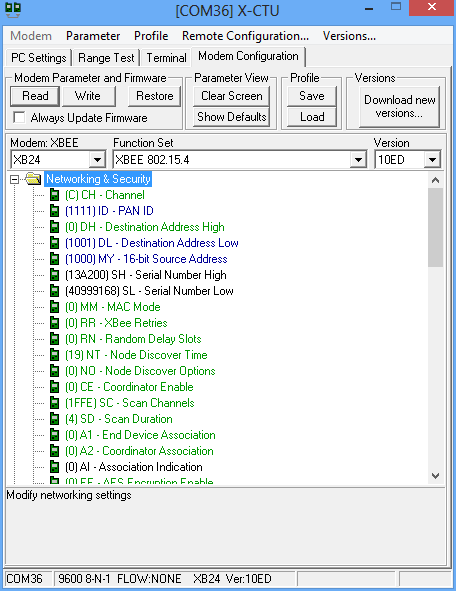 [COM36] X-CTU
Modem Parameter Profile Remote Configuration... Versions...
PC Settings Range Test Terminal Modem Configuration
Modem Parameter and Firmware Parameter View Profile Versions
Read Write Restore Clear Screen Save Download new versions...
Always Update Firmware Show Defaults Load
Modem: XBEE Function Set Version
XB24 XBEE 802.15.4 10ED
Networking & Security
(C) CH - Channel
(1111) ID - PAN ID
(0) DH - Destination Address High
(1001) DL - Destination Address Low
(1000) MY - 16-bit Source Address
(13A200) SH - Serial Number High
(40999168) SL - Serial Number Low
(0) MM - MAC Mode
(0) RR - XBee Retries
(0) RN - Random Delay Slots
(19) NT - Node Discover Time
(0) NO - Node Discover Options
(0) CE - Coordinator Enable
(1FFE) SC - Scan Channels
(4) SD - Scan Duration
(0) A1 - End Device Association
(0) A2 - Coordinator Association
(0) AI - Association Indication
(0) EE - AES Encryption Enable
Modify networking settings
COM36 9600 8-N-1 FLOW:NONE XB24 Ver:10ED